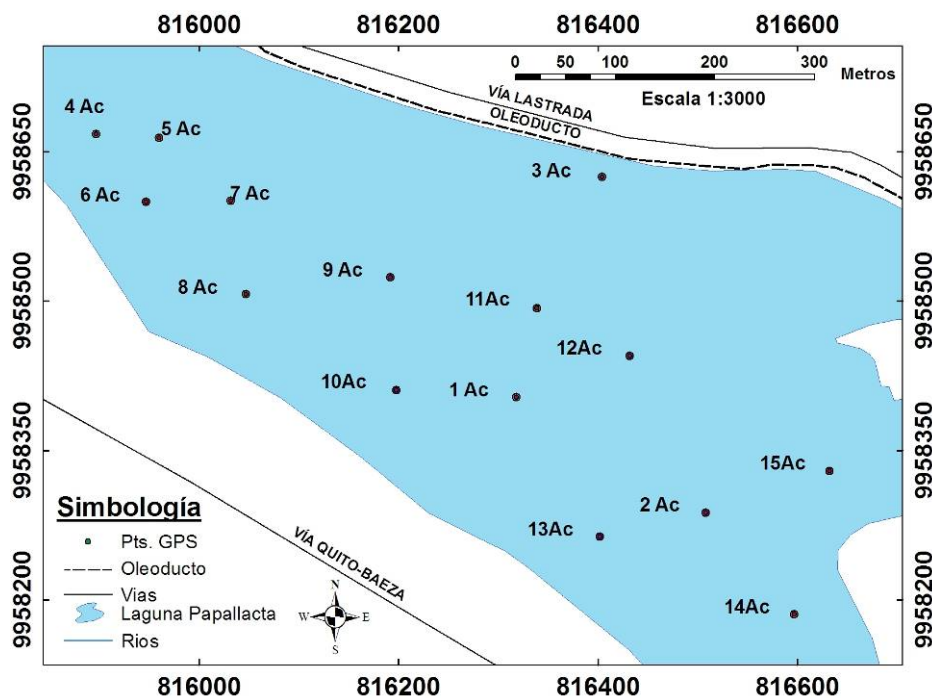 816000 816200 816400 816600
0 50 100 200 300
Metros
Escala 1:3000
VÍA LASTRADA
OLEODUCTO
4 Ac
5 Ac
9958650
9958650
3 Ac
6 Ac
7 Ac
9 Ac
8 Ac
11Ac
9958500
9958500
12Ac
10Ac
1 Ac
9958350
9958350
15Ac
2 Ac
13Ac
14Ac
9958200
9958200
VÍA QUITO-BAEZA
Simbología
Pts. GPS
Oleoducto
Vias
Laguna Papallacta
Rios
N
W E
S
816000 816200 816400 816600